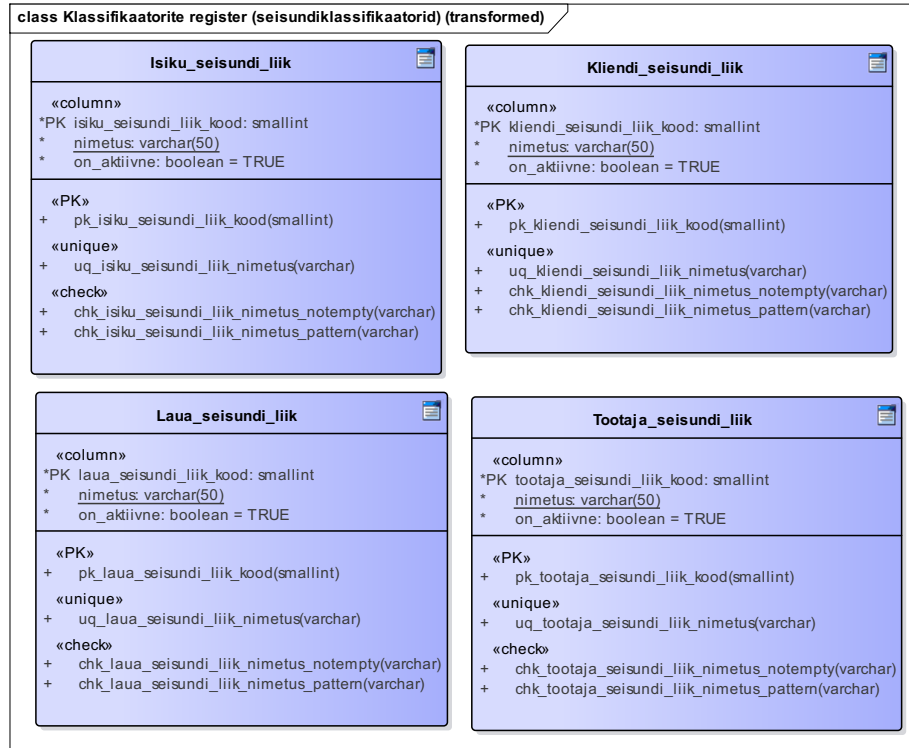 class Klassifikaatorite register (seisundiklassifikaatorid) (transformed)
Isiku_seisundi_liik
«column»
*PK isiku_seisundi_liik_kood: smallint
* nimetus: varchar(50)
* on_aktiivne: boolean = TRUE
«PK»
+ pk_isiku_seisundi_liik_kood(smallint)
«unique»
+ uq_isiku_seisundi_liik_nimetus(varchar)
«check»
+ chk_isiku_seisundi_liik_nimetus_notempty(varchar)
+ chk_isiku_seisundi_liik_nimetus_pattern(varchar)
Kliendi_seisundi_liik
«column»
*PK kliendi_seisundi_liik_kood: smallint
* nimetus: varchar(50)
* on_aktiivne: boolean = TRUE
«PK»
+ pk_kliendi_seisundi_liik_kood(smallint)
«unique»
+ uq_kliendi_seisundi_liik_nimetus(varchar)
+ chk_kliendi_seisundi_liik_nimetus_notempty(varchar)
+ chk_kliendi_seisundi_liik_nimetus_pattern(varchar)
Laua_seisundi_liik
«column»
*PK laua_seisundi_liik_kood: smallint
* nimetus: varchar(50)
* on_aktiivne: boolean = TRUE
«PK»
+ pk_laua_seisundi_liik_kood(smallint)
«unique»
+ uq_laua_seisundi_liik_nimetus(varchar)
«check»
+ chk_laua_seisundi_liik_nimetus_notempty(varchar)
+ chk_laua_seisundi_liik_nimetus_pattern(varchar)
Tootaja_seisundi_liik
«column»
*PK tootaja_seisundi_liik_kood: smallint
* nimetus: varchar(50)
* on_aktiivne: boolean = TRUE
«PK»
+ pk_tootaja_seisundi_liik_kood(smallint)
«unique»
+ uq_tootaja_seisundi_liik_nimetus(varchar)
«check»
+ chk_tootaja_seisundi_liik_nimetus_notempty(varchar)
+ chk_tootaja_seisundi_liik_nimetus_pattern(varchar)